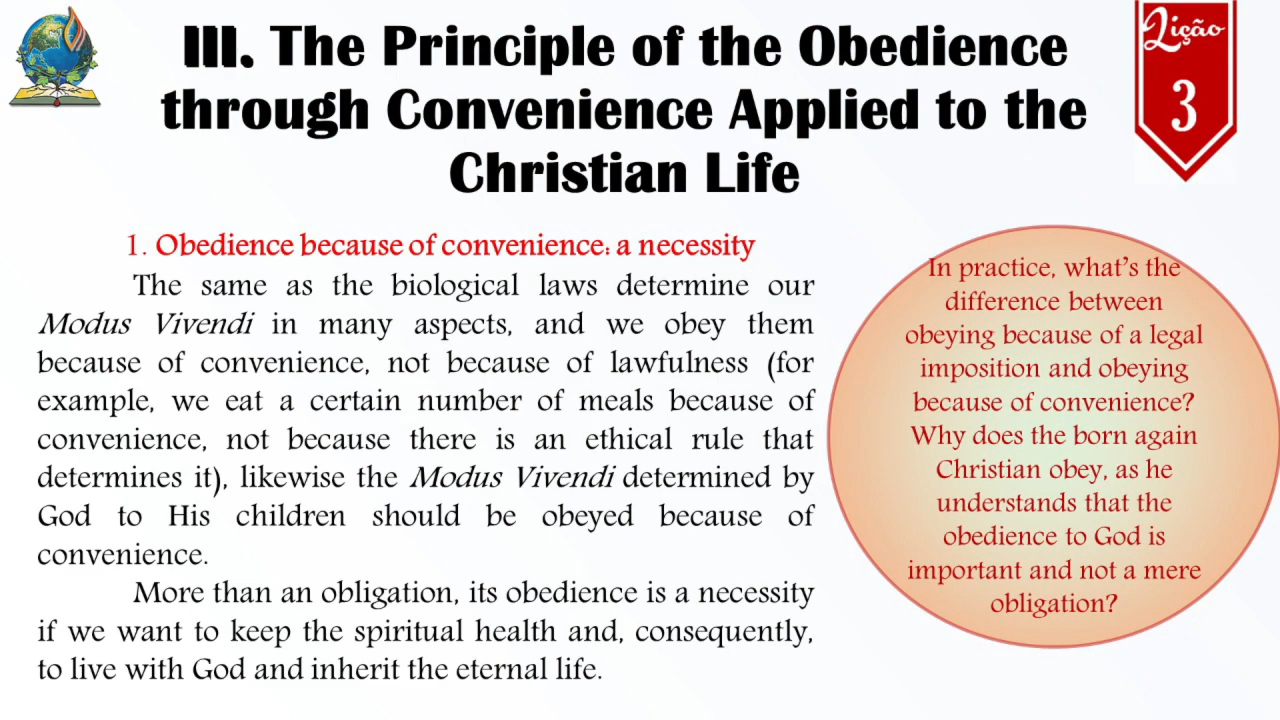 III. The Principle of the Obedience
through Convenience Applied to the
Christian Life
Lição
3
1. Obedience because of convenience: a necessity
The same as the biological laws determine our
Modus Vivendi in many aspects, and we obey them
because of convenience, not because of lawfulness (for
example, we eat a certain number of meals because of
convenience, not because there is an ethical rule that
determines it), likewise the Modus Vivendi determined by
God to His children should be obeyed because of
convenience.
More than an obligation, its obedience is a necessity
if we want to keep the spiritual health and, consequently,
to live with God and inherit the eternal life.
In practice, what's the
difference between
obeying because of a legal
imposition and obeying
because of convenience?
Why does the born again
Christian obey, as he
understands that the
obedience to God is
important and not a mere
obligation?